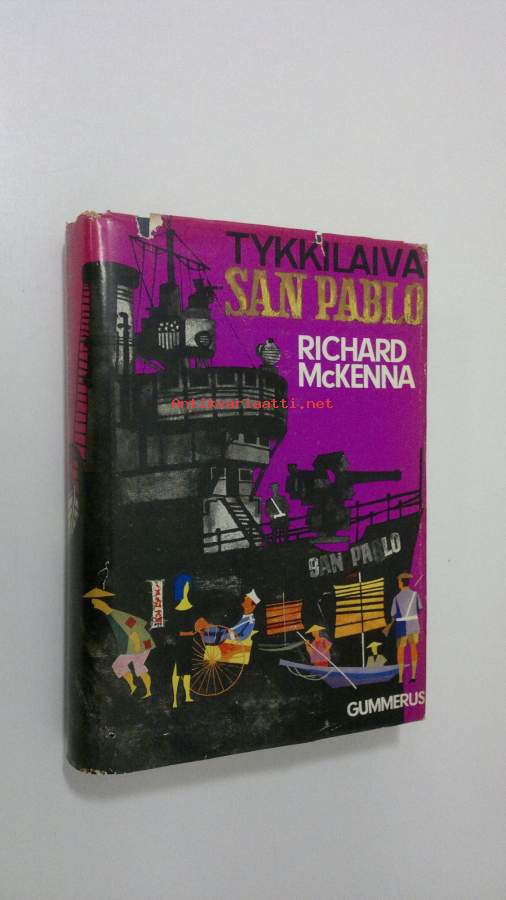 TYKKILAIVA
SAN PABLO
RICHARD
McKENNA
Antikvariaatti.net
SAN PABLO
GUMMERUS